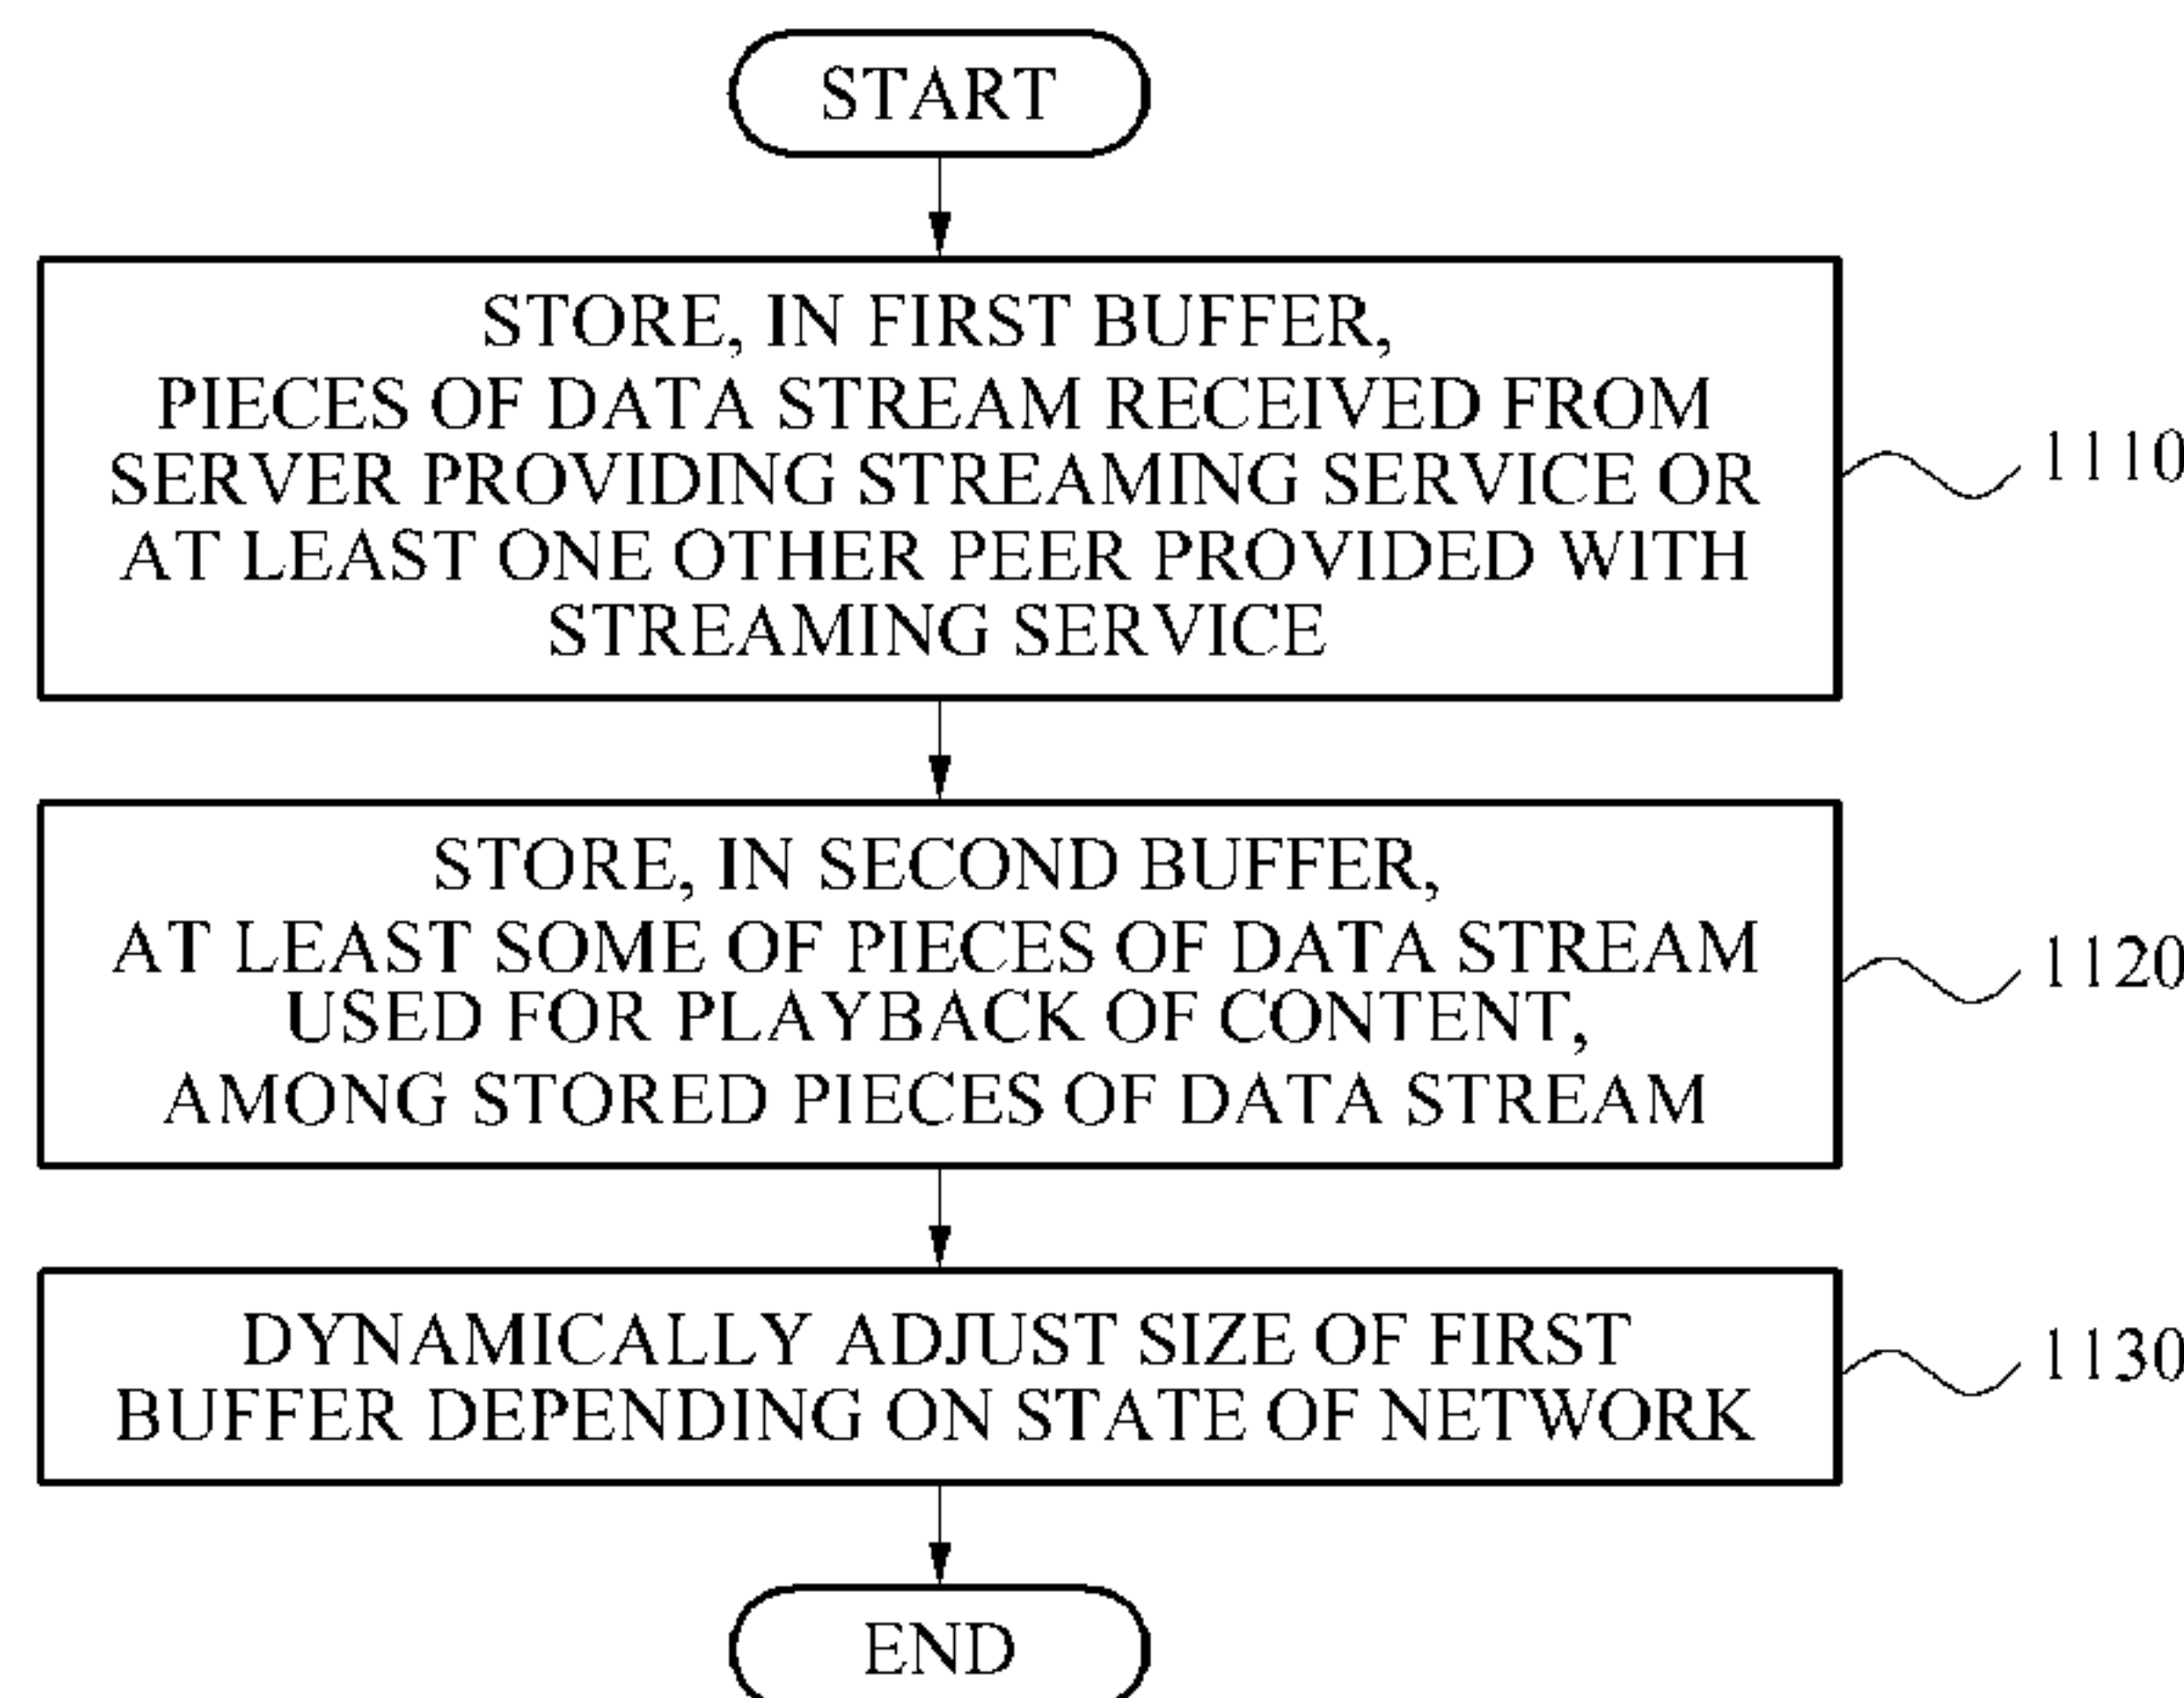 START
STORE, IN FIRST BUFFER,
PIECES OF DATA STREAM RECEIVED FROM
SERVER PROVIDING STREAMING SERVICE OR
AT LEAST ONE OTHER PEER PROVIDED WITH
STREAMING SERVICE
1110
STORE, IN SECOND BUFFER,
AT LEAST SOME OF PIECES OF DATA STREAM
USED FOR PLAYBACK OF CONTENT,
AMONG STORED PIECES OF DATA STREAM
1120
DYNAMICALLY ADJUST SIZE OF FIRST
BUFFER DEPENDING ON STATE OF NETWORK
1130
END